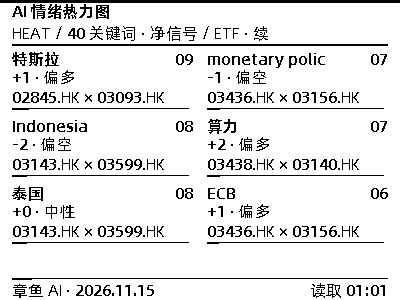 AI 情绪热力图
HEAT / 40 关键词 · 净信号 / ETF · 续
特斯拉 09
+1 · 偏多
02845.HK × 03093.HK
monetary polic 07
-1 · 偏空
03436.HK × 03156.HK
Indonesia 08
-2 · 偏空
03143.HK × 03599.HK
算力 07
+2 · 偏多
03438.HK × 03140.HK
泰国 08
+0 · 中性
03143.HK × 03599.HK
ECB 06
+1 · 偏多
03436.HK × 03156.HK
章鱼 AI · 2026.11.15 读取 01:01